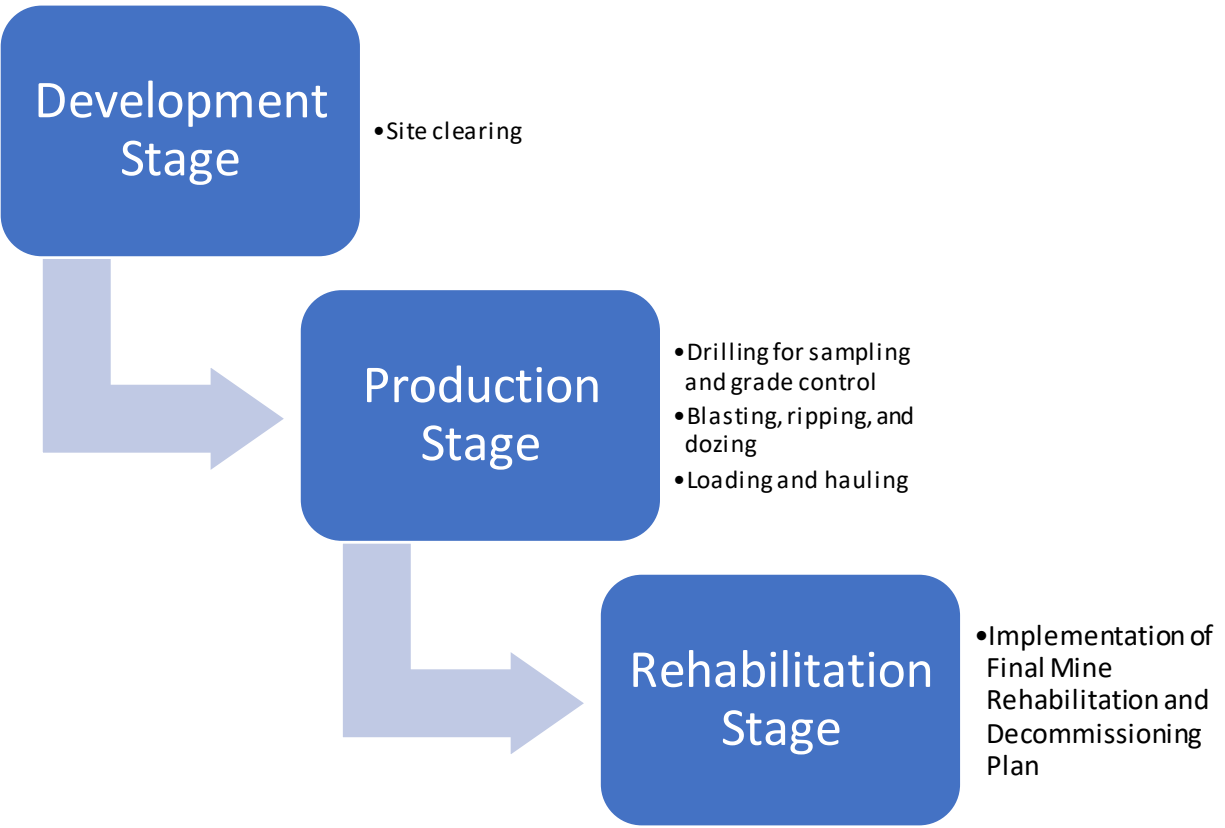 Development
Stage
•Site clearing
Production
Stage
•Drilling for sampling
and grade control
•Blasting, ripping, and
dozing
•Loading and hauling
Rehabilitation
Stage
•Implementation of
Final Mine
Rehabilitation and
Decommissioning
Plan